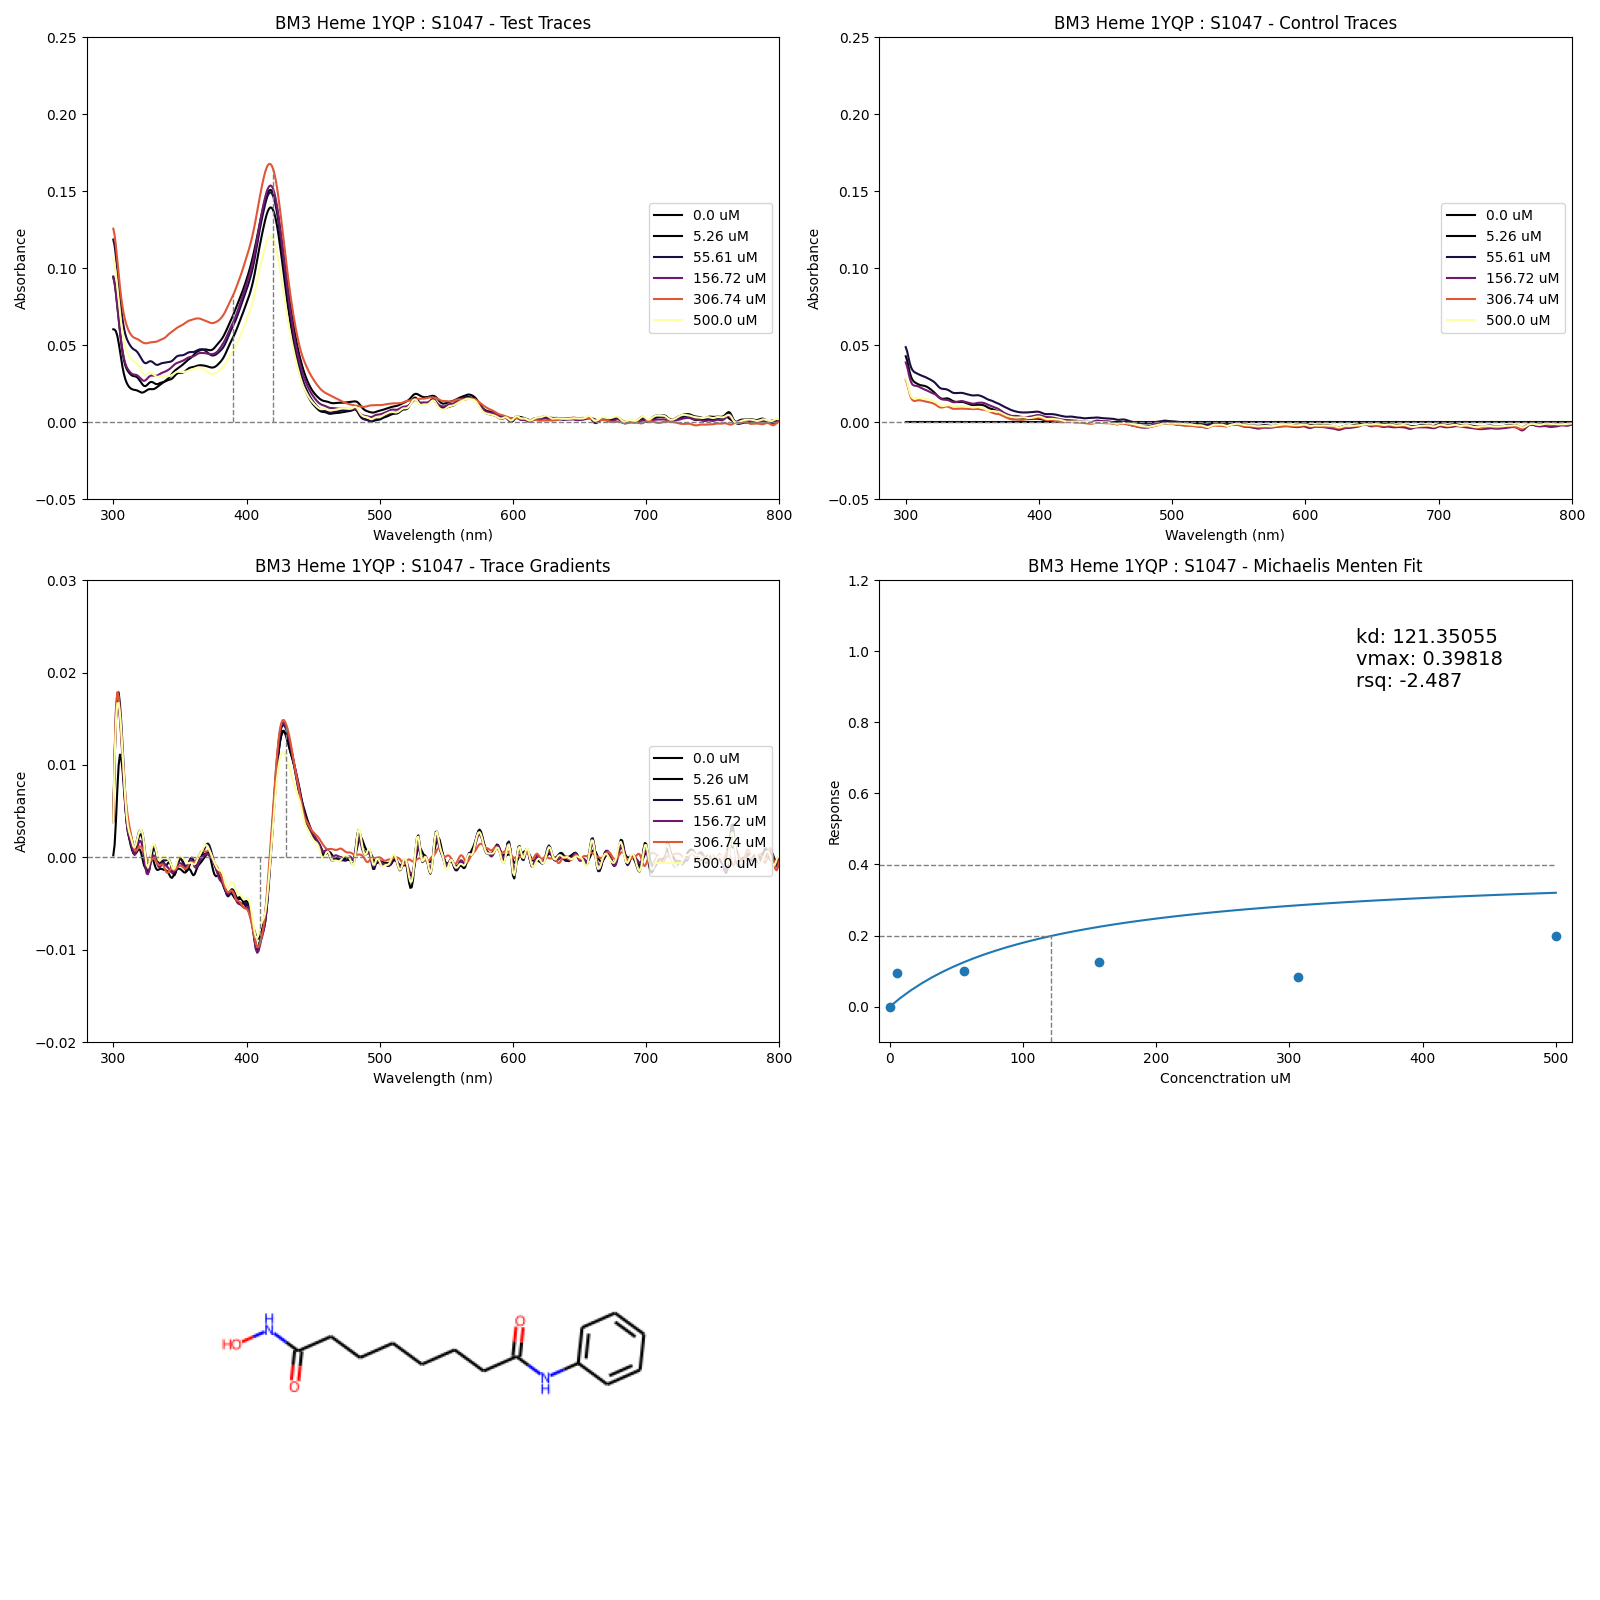 BM3 Heme 1YQP : S1047 - Test Traces
0.25
0.20
0.15
0.10
0.05
0.00
−0.05
Absorbance
300
400
500
600
700
800
Wavelength (nm)
0.0 uM
5.26 uM
55.61 uM
156.72 uM
306.74 uM
500.0 uM
BM3 Heme 1YQP : S1047 - Control Traces
0.25
0.20
0.15
0.10
0.05
0.00
−0.05
Absorbance
300
400
500
600
700
800
Wavelength (nm)
0.0 uM
5.26 uM
55.61 uM
156.72 uM
306.74 uM
500.0 uM
BM3 Heme 1YQP : S1047 - Trace Gradients
0.03
0.02
0.01
0.00
−0.01
−0.02
Absorbance
300
400
500
600
700
800
Wavelength (nm)
0.0 uM
5.26 uM
55.61 uM
156.72 uM
306.74 uM
500.0 uM
BM3 Heme 1YQP : S1047 - Michaelis Menten Fit
1.2
1.0
0.8
0.6
0.4
0.2
0.0
Response
kd: 121.35055
vmax: 0.39818
rsq: -2.487
0
100
200
300
400
500
Concenctration uM
HO
H
N
O
O
N
H